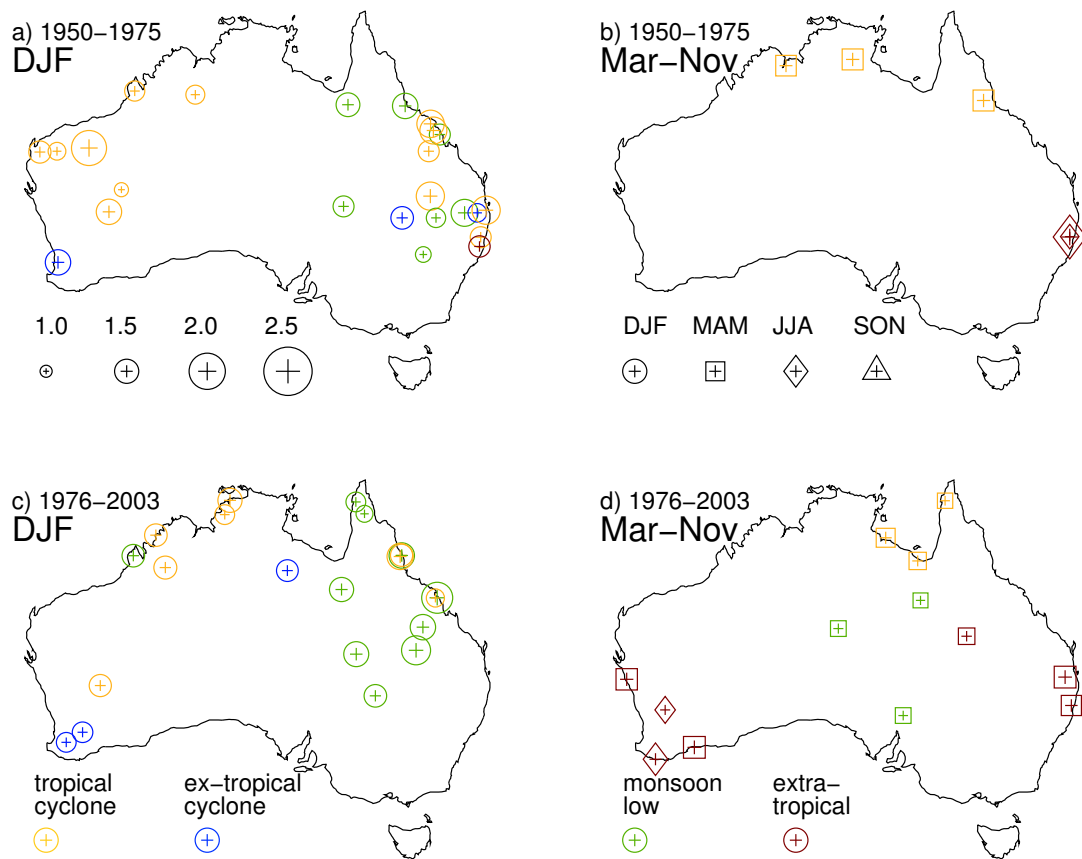 a) 1950−1975
DJF
1.0 1.5 2.0 2.5
b) 1950−1975
Mar−Nov
DJF MAM JJA SON
c) 1976−2003
DJF
tropical
cyclone
ex−tropical
cyclone
d) 1976−2003
Mar−Nov
monsoon
low
extra−
tropical